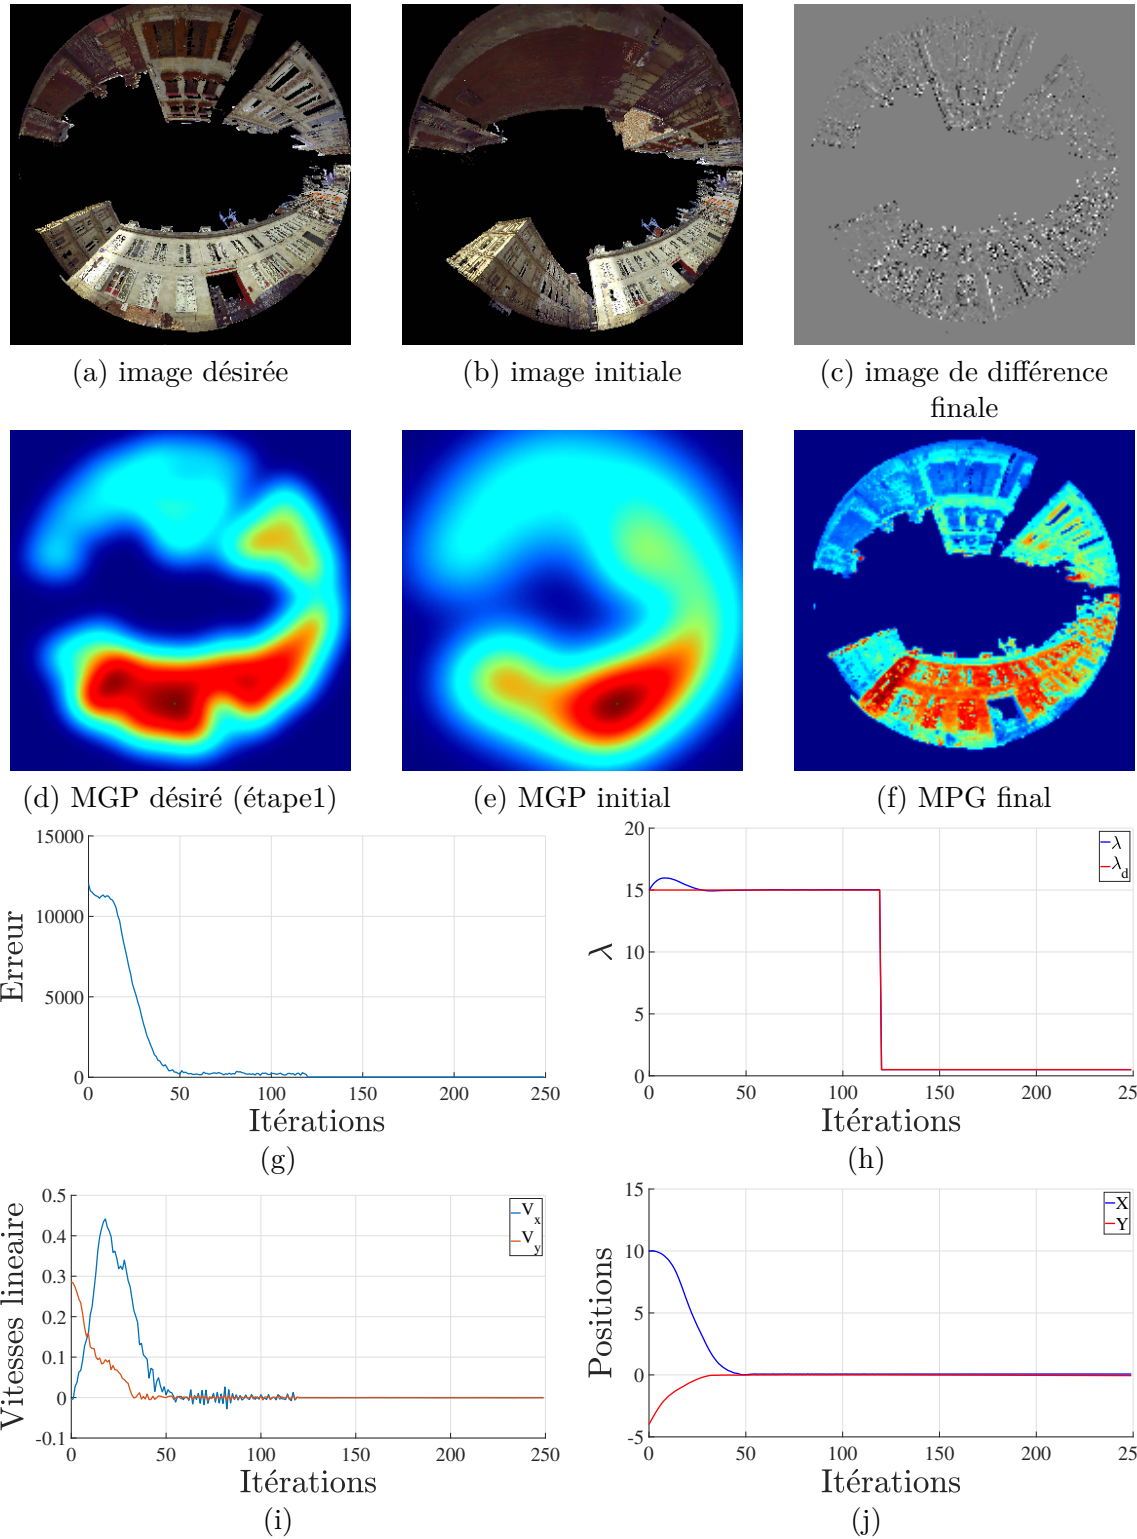 (a) image désirée
(b) image initiale
(c) image de différence
finale
(d) MGP désiré (étape1)
(e) MGP initial
(f) MPG final
15000
10000
5000
0
0 50 100 150 200 250
Erreur
Itérations
(g)
20
15
10
5
0
0 50 100 150 200 250
λ
λ
λd
Itérations
(h)
0.5
0.4
0.3
0.2
0.1
0
-0.1
0 50 100 150 200 250
Vitesses lineaire
Vx
Vy
Itérations
(i)
15
10
5
0
-5
0 50 100 150 200 250
Positions
X
Y
Itérations
(j)